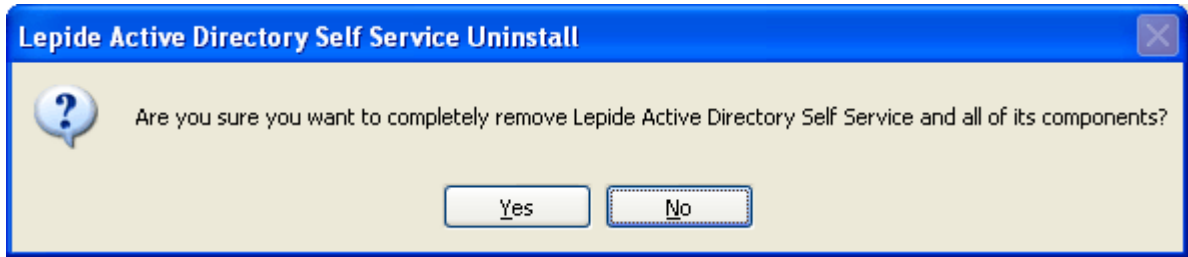 Lepide Active Directory Self Service Uninstall
Are you sure you want to completely remove Lepide Active Directory Self Service and all of its components?
Yes No